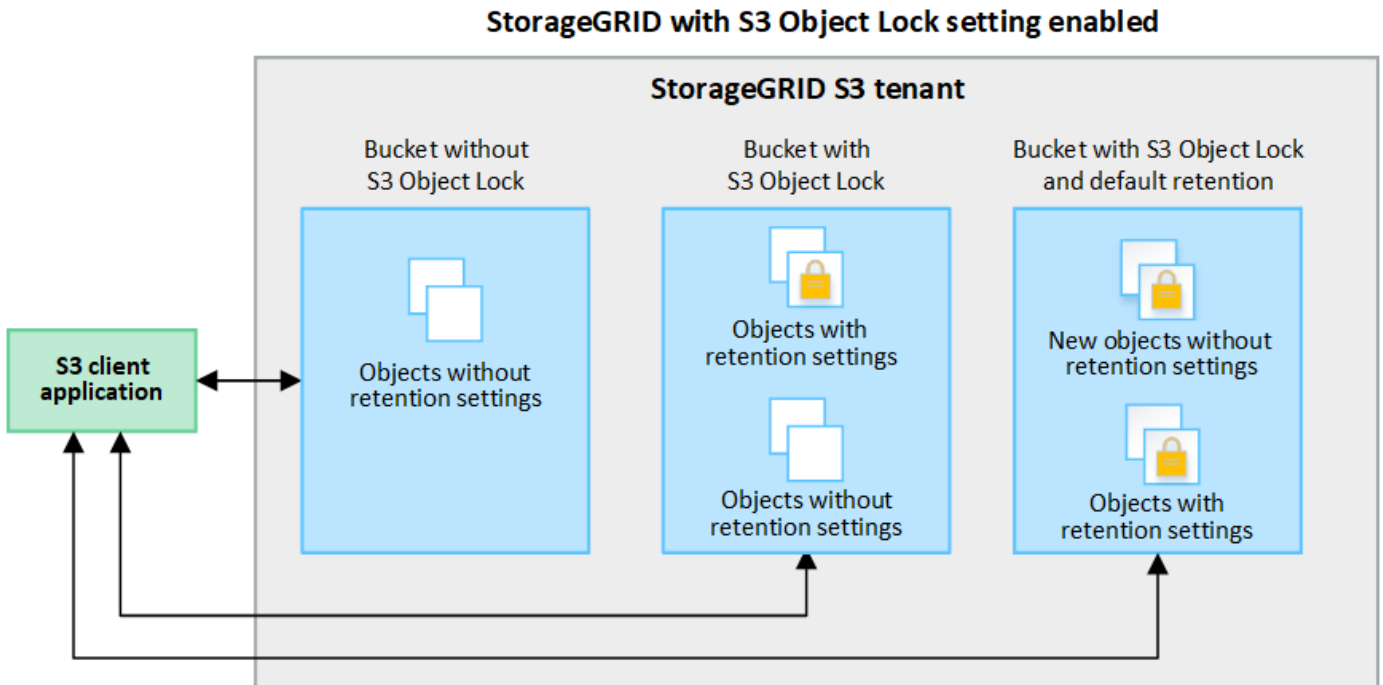 StorageGRID with S3 Object Lock setting enabled
StorageGRID S3 tenant
Bucket without
S3 Object Lock
Bucket with
S3 Object Lock
Bucket with S3 Object Lock
and default retention
S3 client
application
Objects without
retention settings
Objects with
retention settings
Objects without
retention settings
New objects without
retention settings
Objects with
retention settings